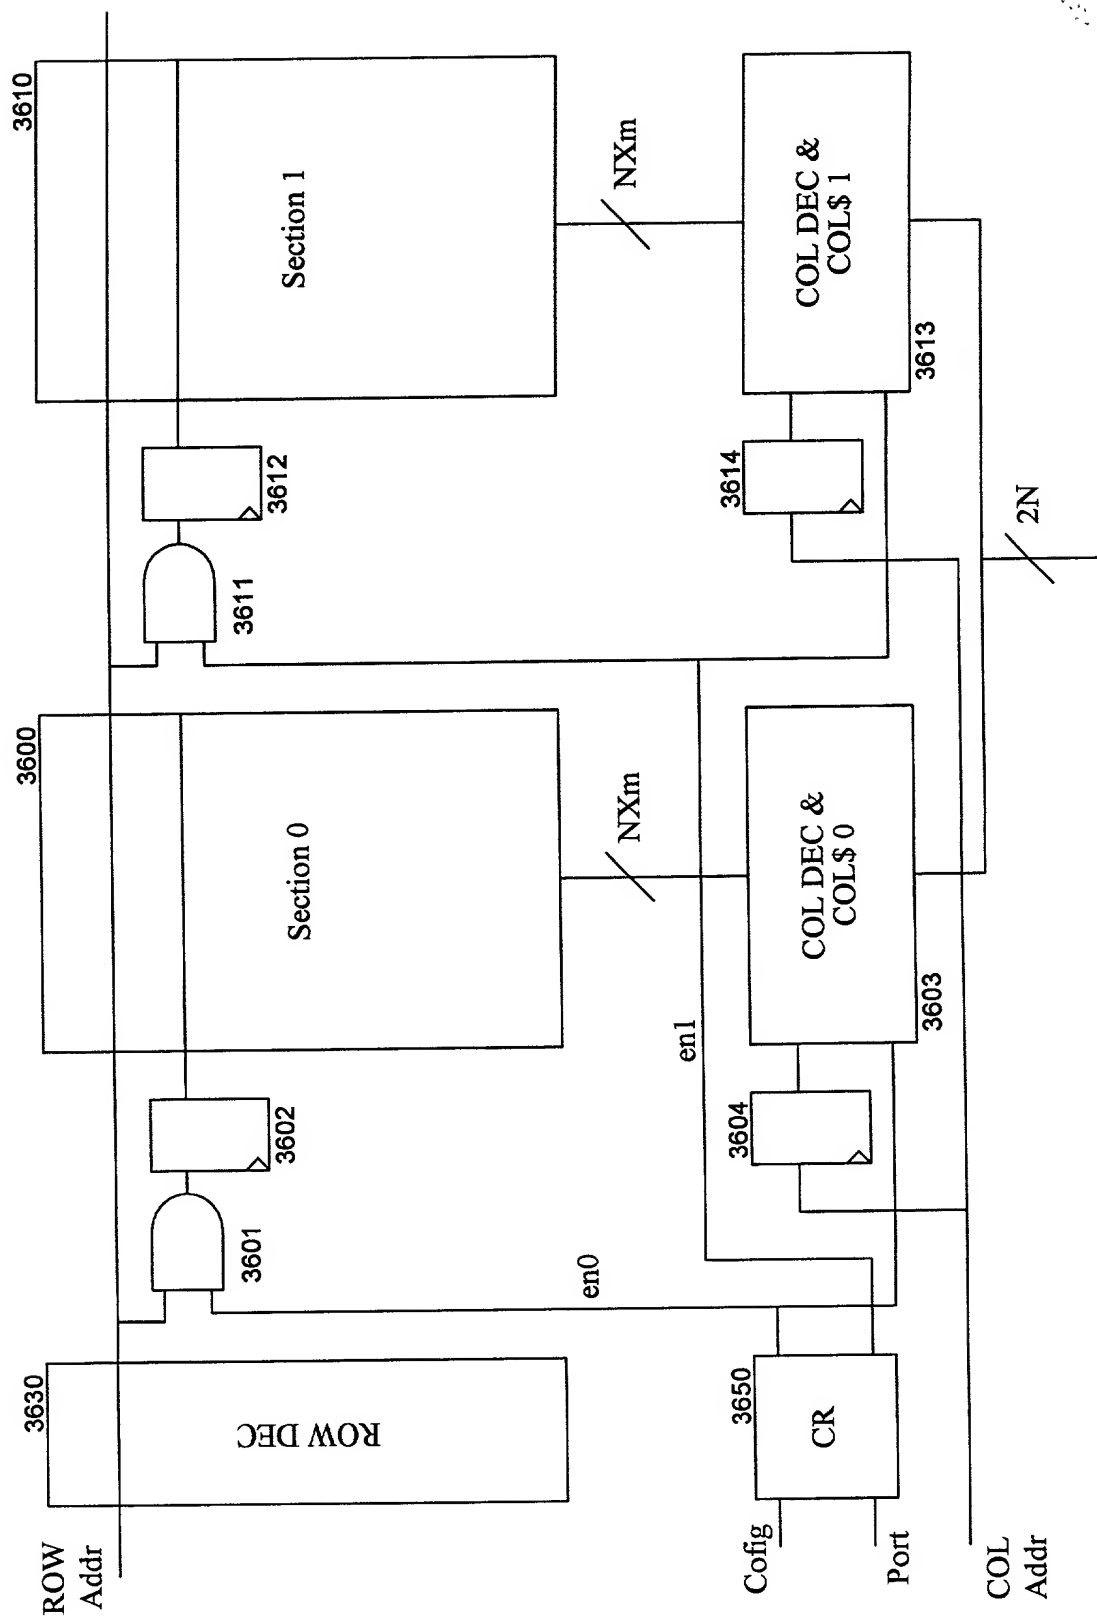 3610
Section 1
NXm
COL DEC &
COL$ 1
3613
3612
3611
3614
2N
3600
Section 0
NXm
COL DEC &
COL$ 0
3603
3602
3601
3604
en1
en0
3630
ROW DEC
3650
CR
ROW
Addr
Cofig
Port
COL
Addr